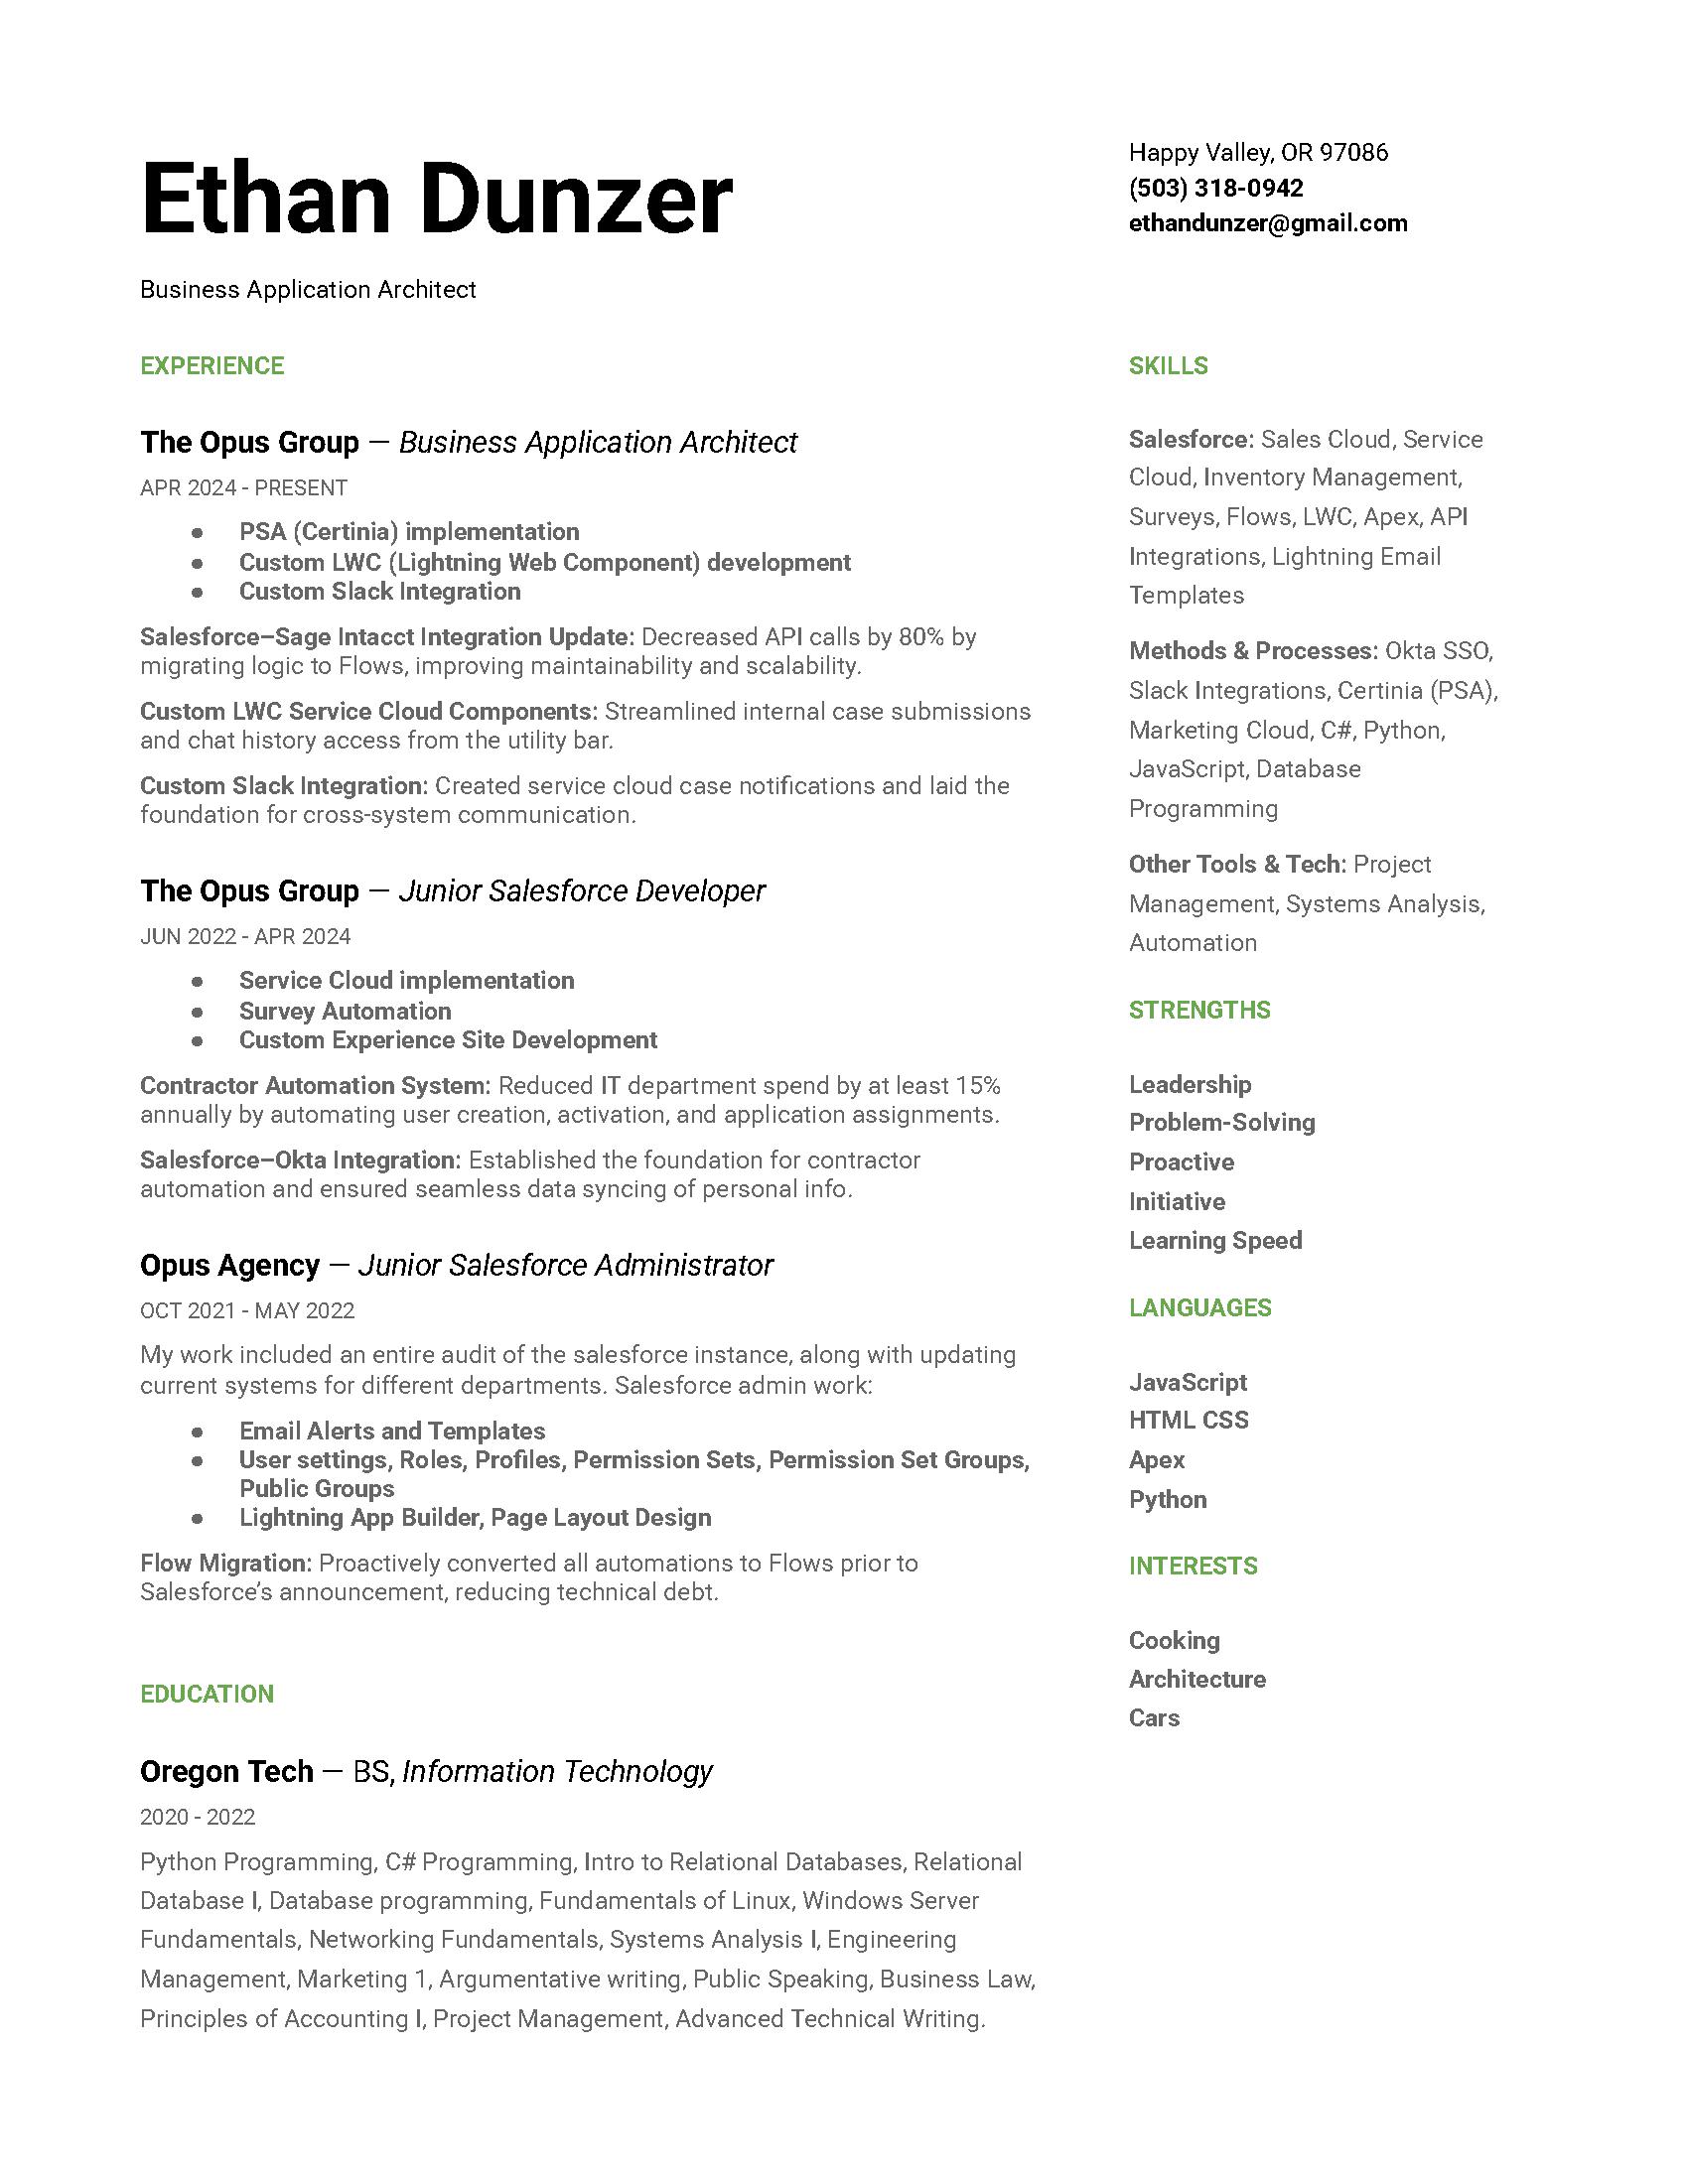 Ethan Dunzer
Business Application Architect
Happy Valley, OR 97086
(503) 318-0942
ethandunzer@gmail.com
EXPERIENCE
The Opus Group — Business Application Architect
APR 2024 - PRESENT
● PSA (Certinia) implementation
● Custom LWC (Lightning Web Component) development
● Custom Slack Integration
Salesforce–Sage Intacct Integration Update: Decreased API calls by 80% by
migrating logic to Flows, improving maintainability and scalability.
Custom LWC Service Cloud Components: Streamlined internal case submissions
and chat history access from the utility bar.
Custom Slack Integration: Created service cloud case notifications and laid the
foundation for cross-system communication.
The Opus Group — Junior Salesforce Developer
JUN 2022 - APR 2024
● Service Cloud implementation
● Survey Automation
● Custom Experience Site Development
Contractor Automation System: Reduced IT department spend by at least 15%
annually by automating user creation, activation, and application assignments.
Salesforce–Okta Integration: Established the foundation for contractor
automation and ensured seamless data syncing of personal info.
Opus Agency — Junior Salesforce Administrator
OCT 2021 - MAY 2022
My work included an entire audit of the salesforce instance, along with updating
current systems for different departments. Salesforce admin work:
● Email Alerts and Templates
● User settings, Roles, Profiles, Permission Sets, Permission Set Groups,
Public Groups
● Lightning App Builder, Page Layout Design
Flow Migration: Proactively converted all automations to Flows prior to
Salesforce’s announcement, reducing technical debt.
EDUCATION
Oregon Tech — BS, Information Technology
2020 - 2022
Python Programming, C# Programming, Intro to Relational Databases, Relational
Database I, Database programming, Fundamentals of Linux, Windows Server
Fundamentals, Networking Fundamentals, Systems Analysis I, Engineering
Management, Marketing 1, Argumentative writing, Public Speaking, Business Law,
Principles of Accounting I, Project Management, Advanced Technical Writing.
SKILLS
Salesforce: Sales Cloud, Service
Cloud, Inventory Management,
Surveys, Flows, LWC, Apex, API
Integrations, Lightning Email
Templates
Methods & Processes: Okta SSO,
Slack Integrations, Certinia (PSA),
Marketing Cloud, C#, Python,
JavaScript, Database
Programming
Other Tools & Tech: Project
Management, Systems Analysis,
Automation
STRENGTHS
Leadership
Problem-Solving
Proactive
Initiative
Learning Speed
LANGUAGES
JavaScript
HTML CSS
Apex
Python
INTERESTS
Cooking
Architecture
Cars